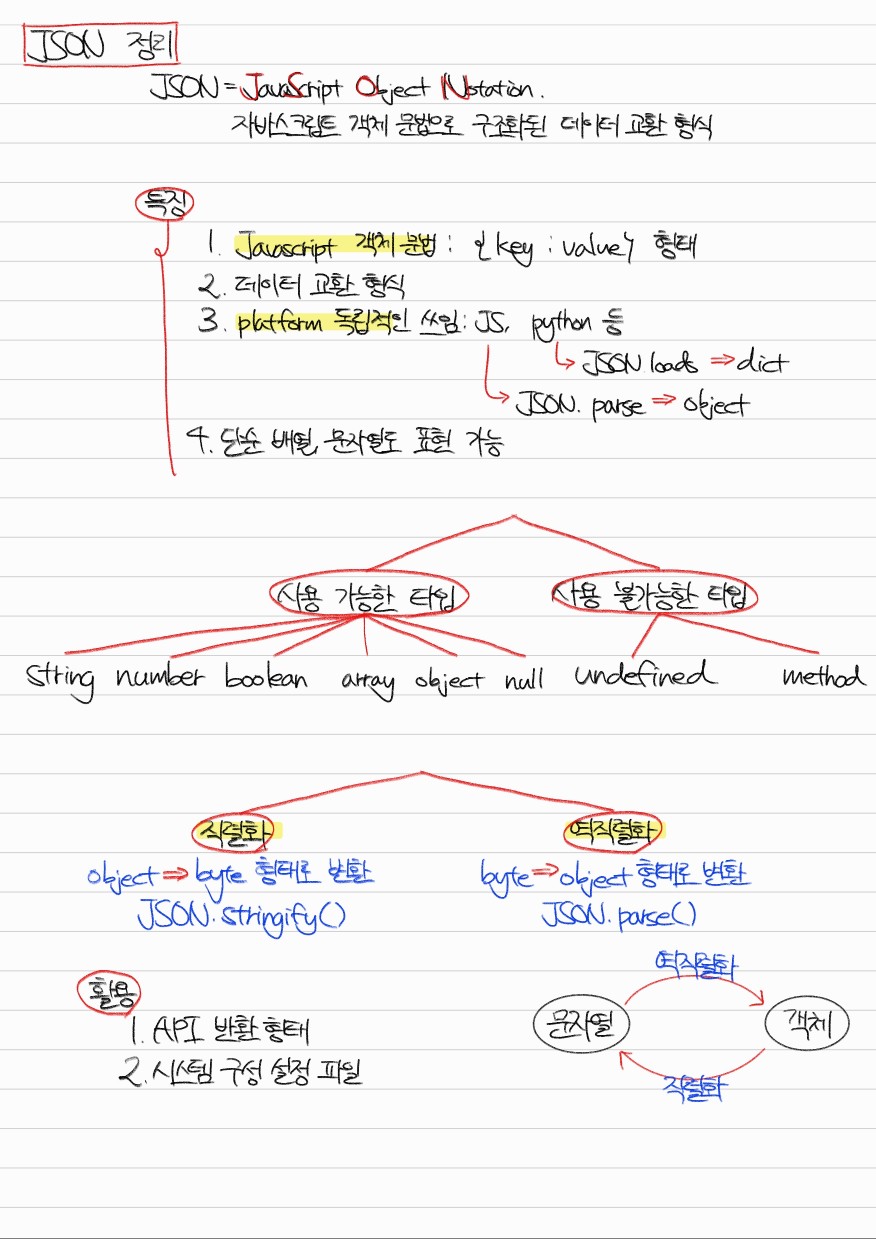 JSON 정리
JSON = JavaScript Object Notation.
자바스크립트 객체 문법으로 구조화된 데이터 교환 형식
특징
1. Javascript 객체 문법 : {key : value} 형태
2. 데이터 교환 형식
3. platform 독립적인 쓰임 : JS, python 등
↳ JSON loads ⇒ dict
↳ JSON. parse ⇒ object
4. 단순 배열, 문자열도 표현 가능
사용 가능한 타입 사용 불가능한 타입
string number boolean array object null undefined method
직렬화 역직렬화
object ⇒ byte 형태로 변환 byte ⇒ object 형태로 변환
JSON.stringify() JSON.parse()
역직렬화
활용
문자열 객체
1. API 반환 형태
2. 시스템 구성 설정 파일
직렬화